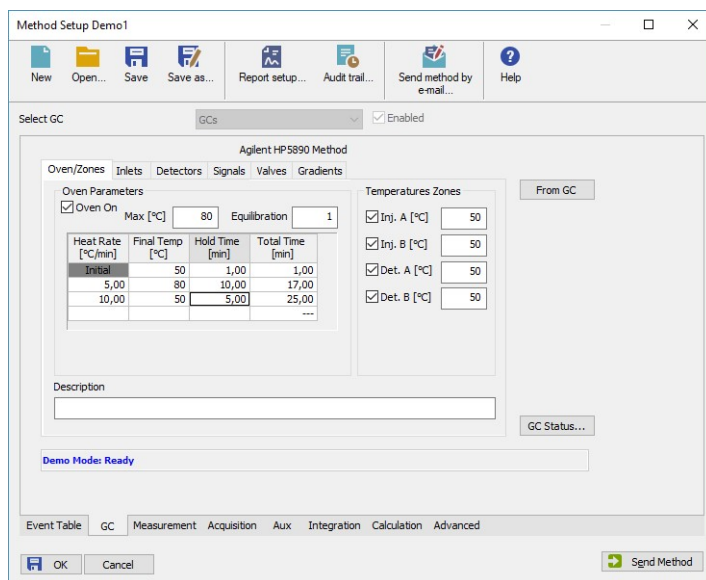 Method Setup Demo1
New Open... Save Save as... Report setup... Audit trail... Send method by e-mail... Help
Select GC GCs Enabled
Agilent HP5890 Method
Oven/Zones Inlets Detectors Signals Valves Gradients
Oven Parameters
Oven On Max [°C] 80 Equilibration 1
Heat Rate [°C/min] Final Temp [°C] Hold Time [min] Total Time [min]
Initial 50 1,00 1,00
5,00 80 10,00 17,00
10,00 50 5,00 25,00
---
Temperatures Zones
Inj. A [°C] 50
Inj. B [°C] 50
Det. A [°C] 50
Det. B [°C] 50
From GC
Description
GC Status...
Demo Mode: Ready
Event Table GC Measurement Acquisition Aux Integration Calculation Advanced
OK Cancel Send Method